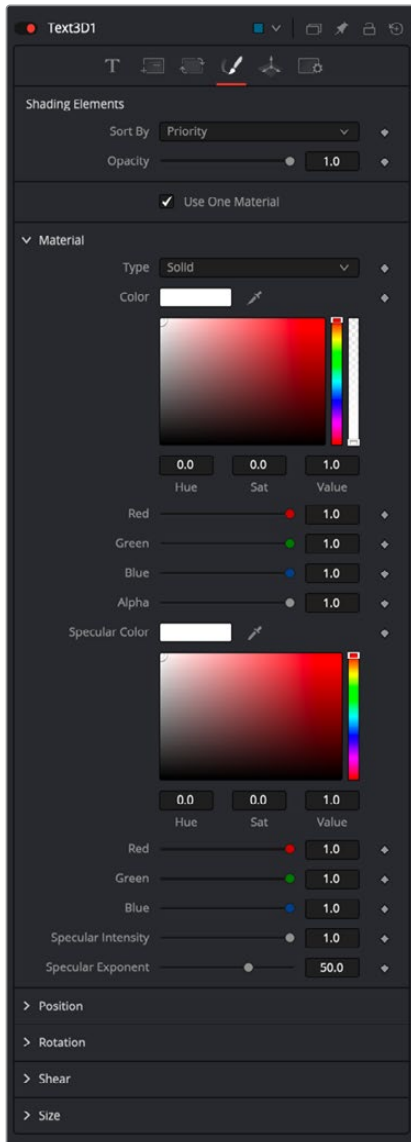 Text3D1
T
Shading Elements
Sort By Priority
Opacity 1.0
Use One Material
Material
Type Solid
Color
0.0 0.0 1.0
Hue Sat Value
Red 1.0
Green 1.0
Blue 1.0
Alpha 1.0
Specular Color
0.0 0.0 1.0
Hue Sat Value
Red 1.0
Green 1.0
Blue 1.0
Specular Intensity 1.0
Specular Exponent 50.0
Position
Rotation
Shear
Size